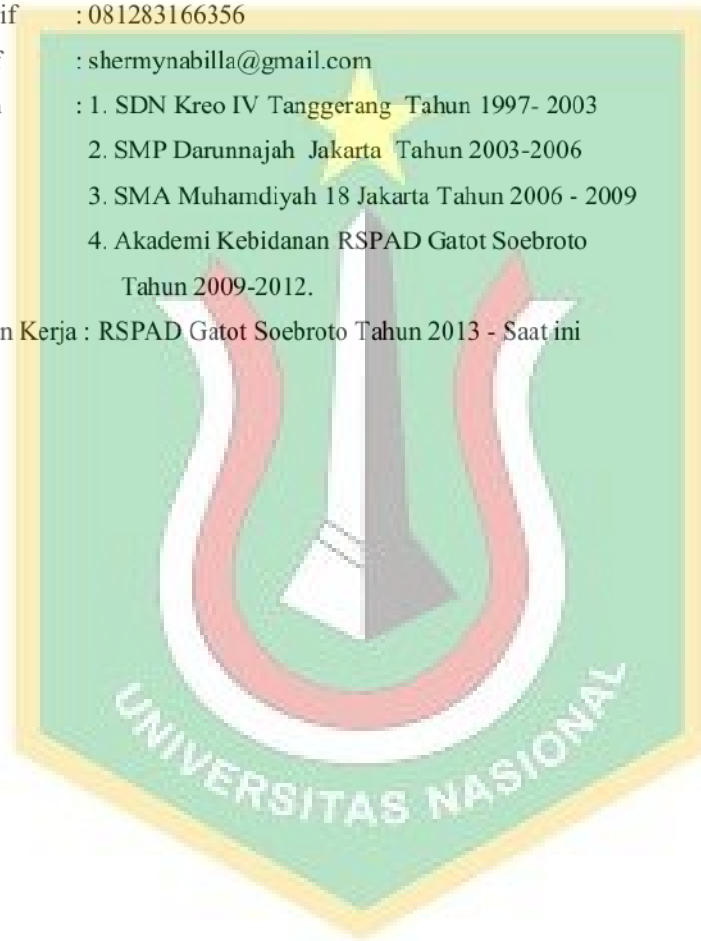 if : 081283166356
f : shermynabilla@gmail.com
: 1. SDN Kreo IV Tanggerang Tahun 1997- 2003
2. SMP Darunnajah Jakarta Tahun 2003-2006
3. SMA Muhamdiyah 18 Jakarta Tahun 2006 - 2009
4. Akademi Kebidanan RSPAD Gatot Soebroto
Tahun 2009-2012.
n Kerja : RSPAD Gatot Soebroto Tahun 2013 - Saat ini
UNIVERSITAS NASIONAL